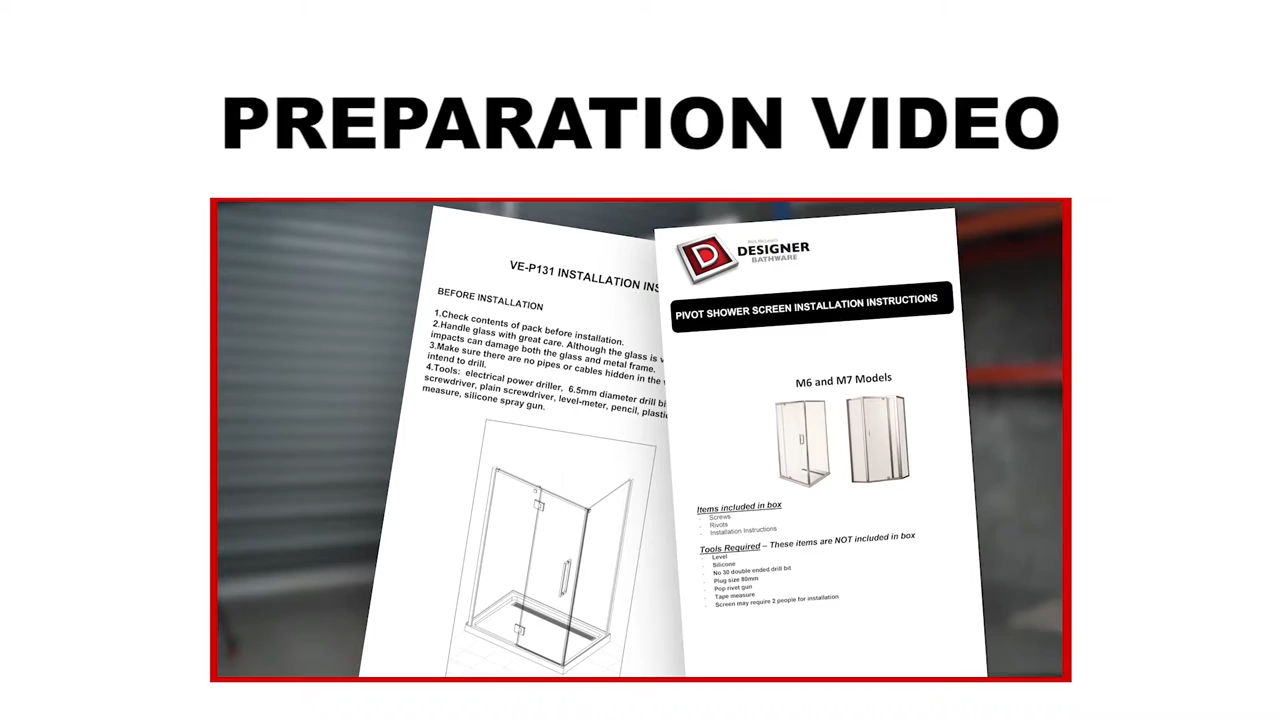 PREPARATION VIDEO
VE-P131 INSTALLATION INS
BEFORE INSTALLATION
1.Check contents of pack before installation.
2.Handle glass with great care. Although the glass is v
impacts can damage both the glass and metal frame.
3.Make sure there are no pipes or cables hidden in the
intend to drill.
4.Tools: electrical power driller, 6.5mm diameter drill bi
screwdriver, plain screwdriver, level-meter, pencil, plastic
measure, silicone spray gun.
D
DESIGNER
BATHWARE
PIVOT SHOWER SCREEN INSTALLATION INSTRUCTIONS
M6 and M7 Models
Items included in box
- Screws
- Rivots
- Installation Instructions
Tools Required – These items are NOT included in box
- Level
- Silicone
- No 30 double ended drill bit
- Plug size 80mm
- Pop rivet gun
- Tape measure
- Screen may require 2 people for installation